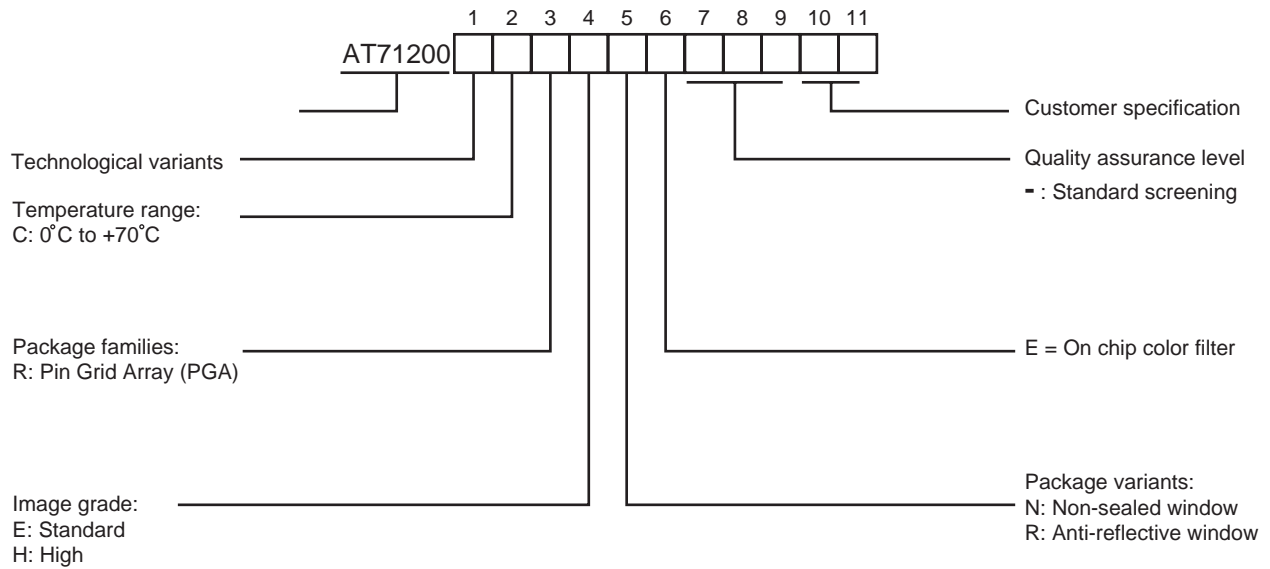 1 2 3 4 5 6 7 8 9 10 11
AT71200
Customer specification
Technological variants
Quality assurance level
- : Standard screening
Temperature range:
C: 0°C to +70°C
Package families:
R: Pin Grid Array (PGA)
E = On chip color filter
Image grade:
E: Standard
H: High
Package variants:
N: Non-sealed window
R: Anti-reflective window